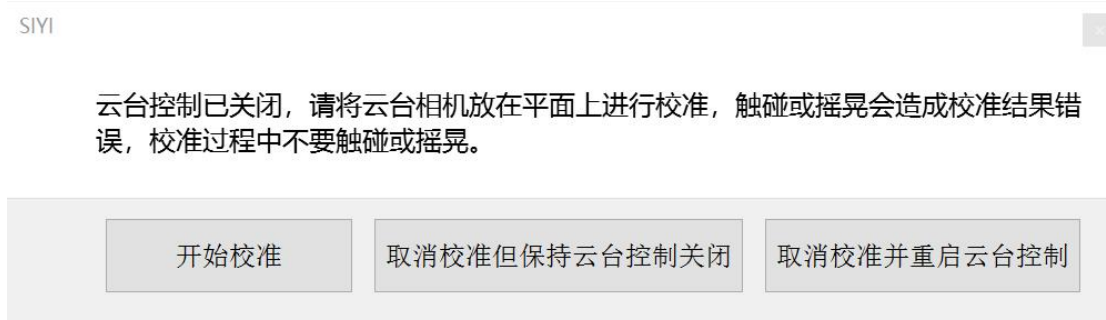 SIYI
云台控制已关闭，请将云台相机放在平面上进行校准，触碰或摇晃会造成校准结果错
误，校准过程中不要触碰或摇晃。
开始校准
取消校准但保持云台控制关闭
取消校准并重启云台控制